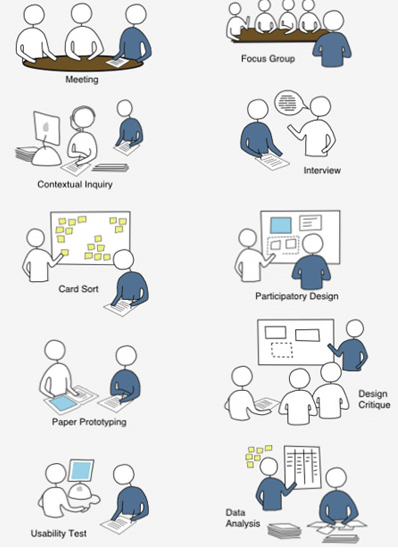 Meeting
Focus Group
Contextual Inquiry
Interview
Card Sort
Participatory Design
Paper Prototyping
Design
Critique
Usability Test
Data
Analysis